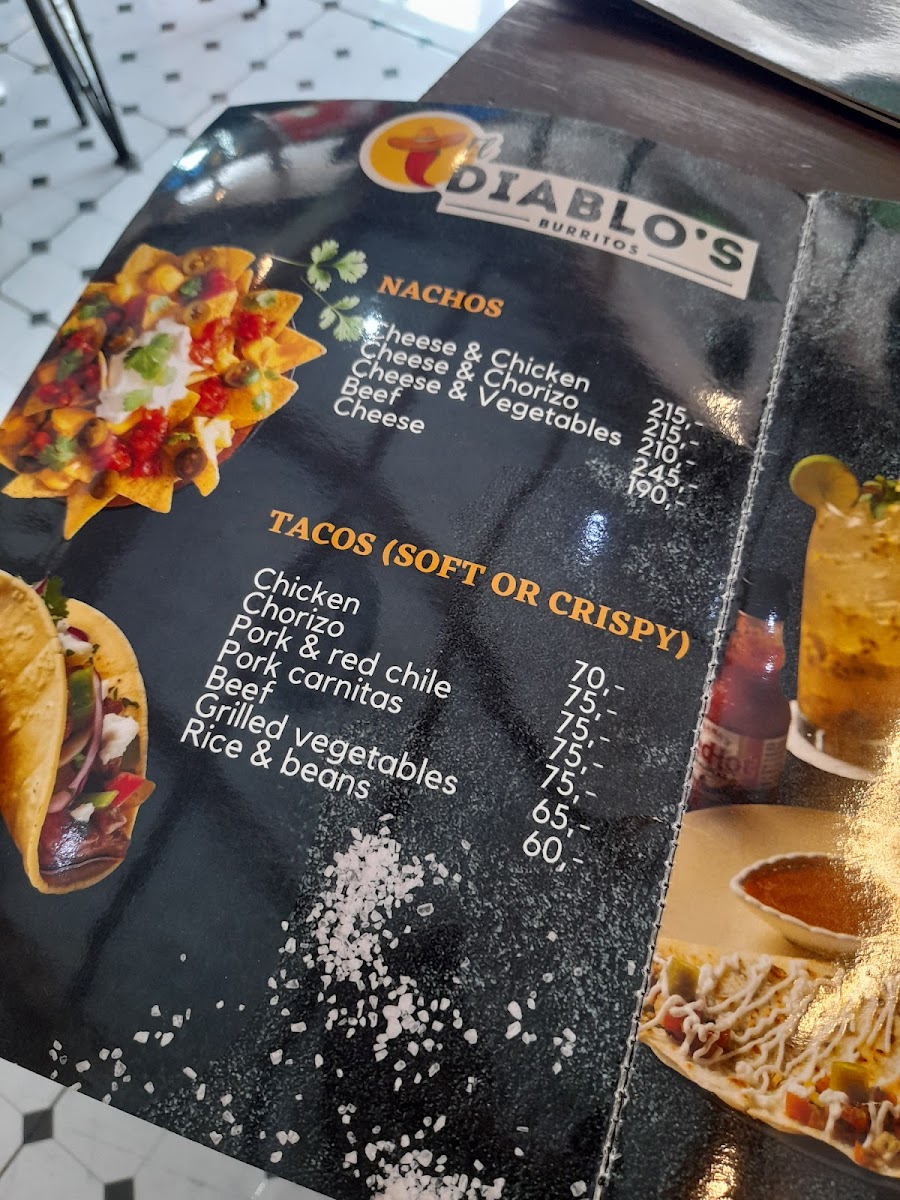 El
DIABLO'S
BURRITOS
NACHOS
Cheese & Chicken 215,-
Cheese & Chorizo 215,-
Cheese & Vegetables 210,-
Beef 245,-
Cheese 190,-
TACOS (SOFT OR CRISPY)
Chicken 70,-
Chorizo 75,-
Pork & red chile 75,-
Pork carnitas 75,-
Beef 75,-
Grilled vegetables 65,-
Rice & beans 60,-